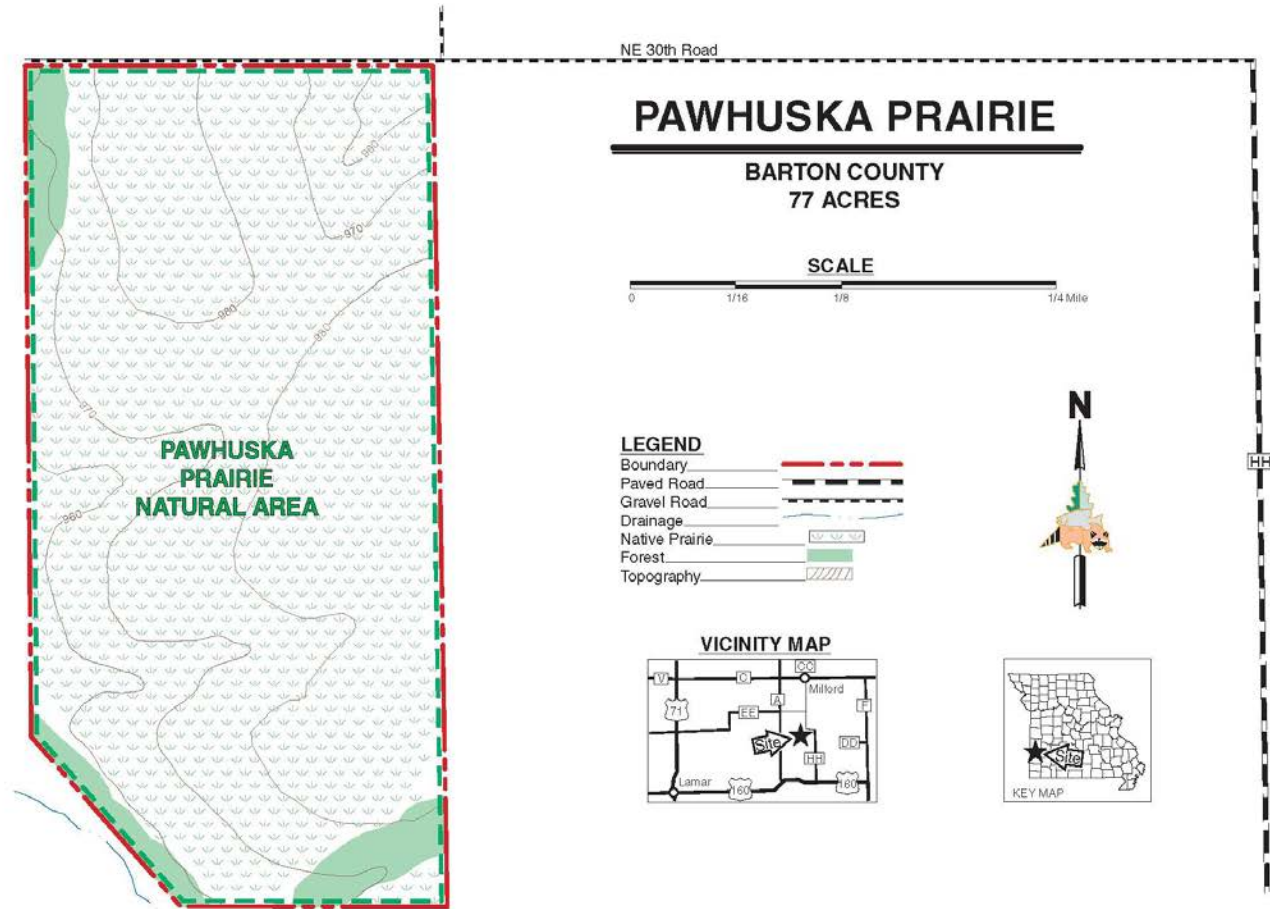 NE 30th Road
PAWHUSKA PRAIRIE
BARTON COUNTY
77 ACRES
SCALE
0 1/16 1/8 1/4 Mile
980
970
980
980
970
960
PAWHUSKA
PRAIRIE
NATURAL AREA
N
HH
LEGEND
Boundary
Paved Road
Gravel Road
Drainage
Native Prairie
Forest
Topography
VICINITY MAP
V
C
CC
Milford
71
A
F
EE
Site
DD
HH
Lamar
160
160
Site
KEY MAP